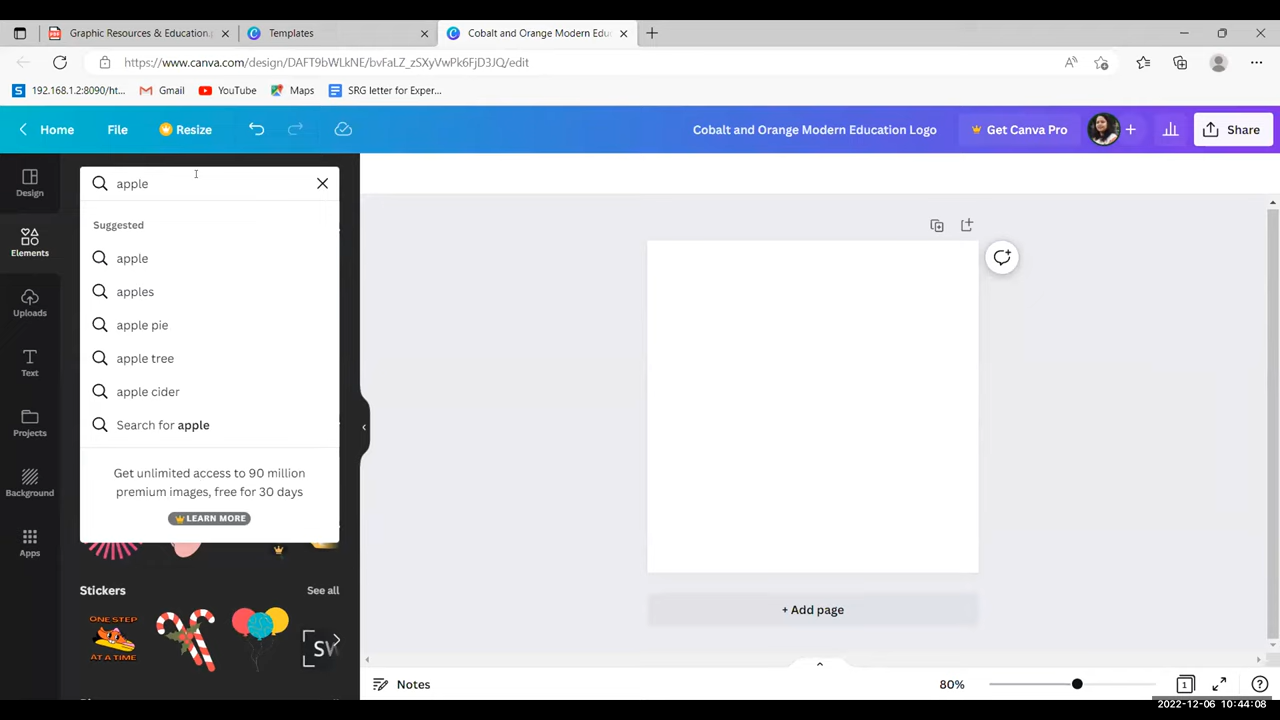 Graphic Resources & Education.p
Templates
Cobalt and Orange Modern Educ
https://www.canva.com/design/DAFT9bWLkNE/bvFaLZ_zSXyVwPk6FjD3JQ/edit
192.168.1.2:8090/ht...
Gmail
YouTube
Maps
SRG letter for Exper...
Home
File
Resize
Cobalt and Orange Modern Education Logo
Get Canva Pro
Share
Design
Elements
Uploads
Text
Projects
Background
Apps
apple
Suggested
apple
apples
apple pie
apple tree
apple cider
Search for apple
Get unlimited access to 90 million
premium images, free for 30 days
LEARN MORE
Stickers
See all
ONE STEP
AT A TIME
SW
+ Add page
Notes
80%
1
2022-12-06 10:44:08